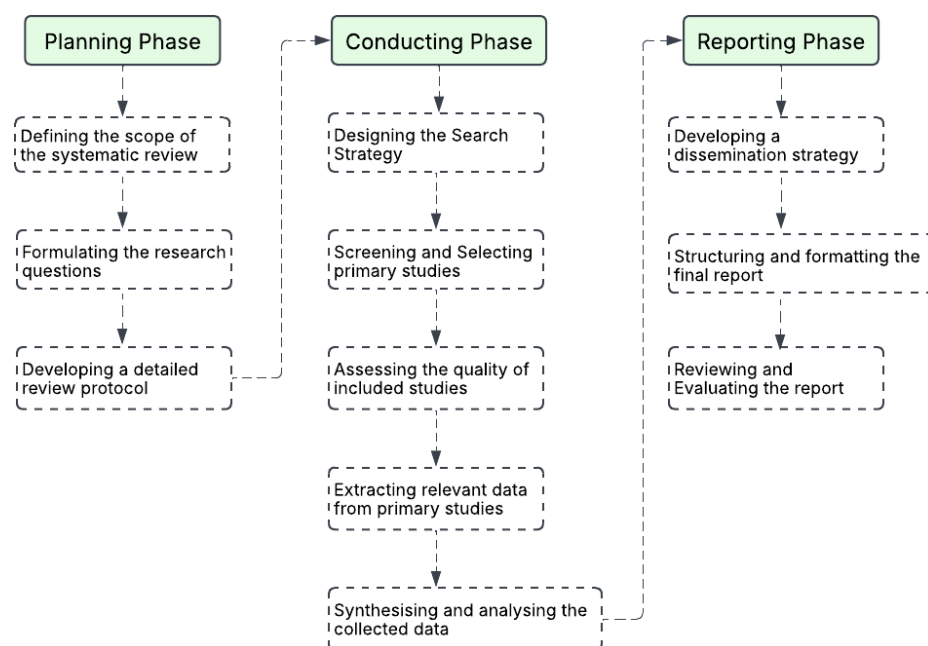 Planning Phase
Defining the scope of
the systematic review
Formulating the research
questions
Developing a detailed
review protocol
Conducting Phase
Designing the Search
Strategy
Screening and Selecting
primary studies
Assessing the quality of
included studies
Extracting relevant data
from primary studies
Synthesising and analysing the
collected data
Reporting Phase
Developing a
dissemination strategy
Structuring and formatting the
final report
Reviewing and
Evaluating the report